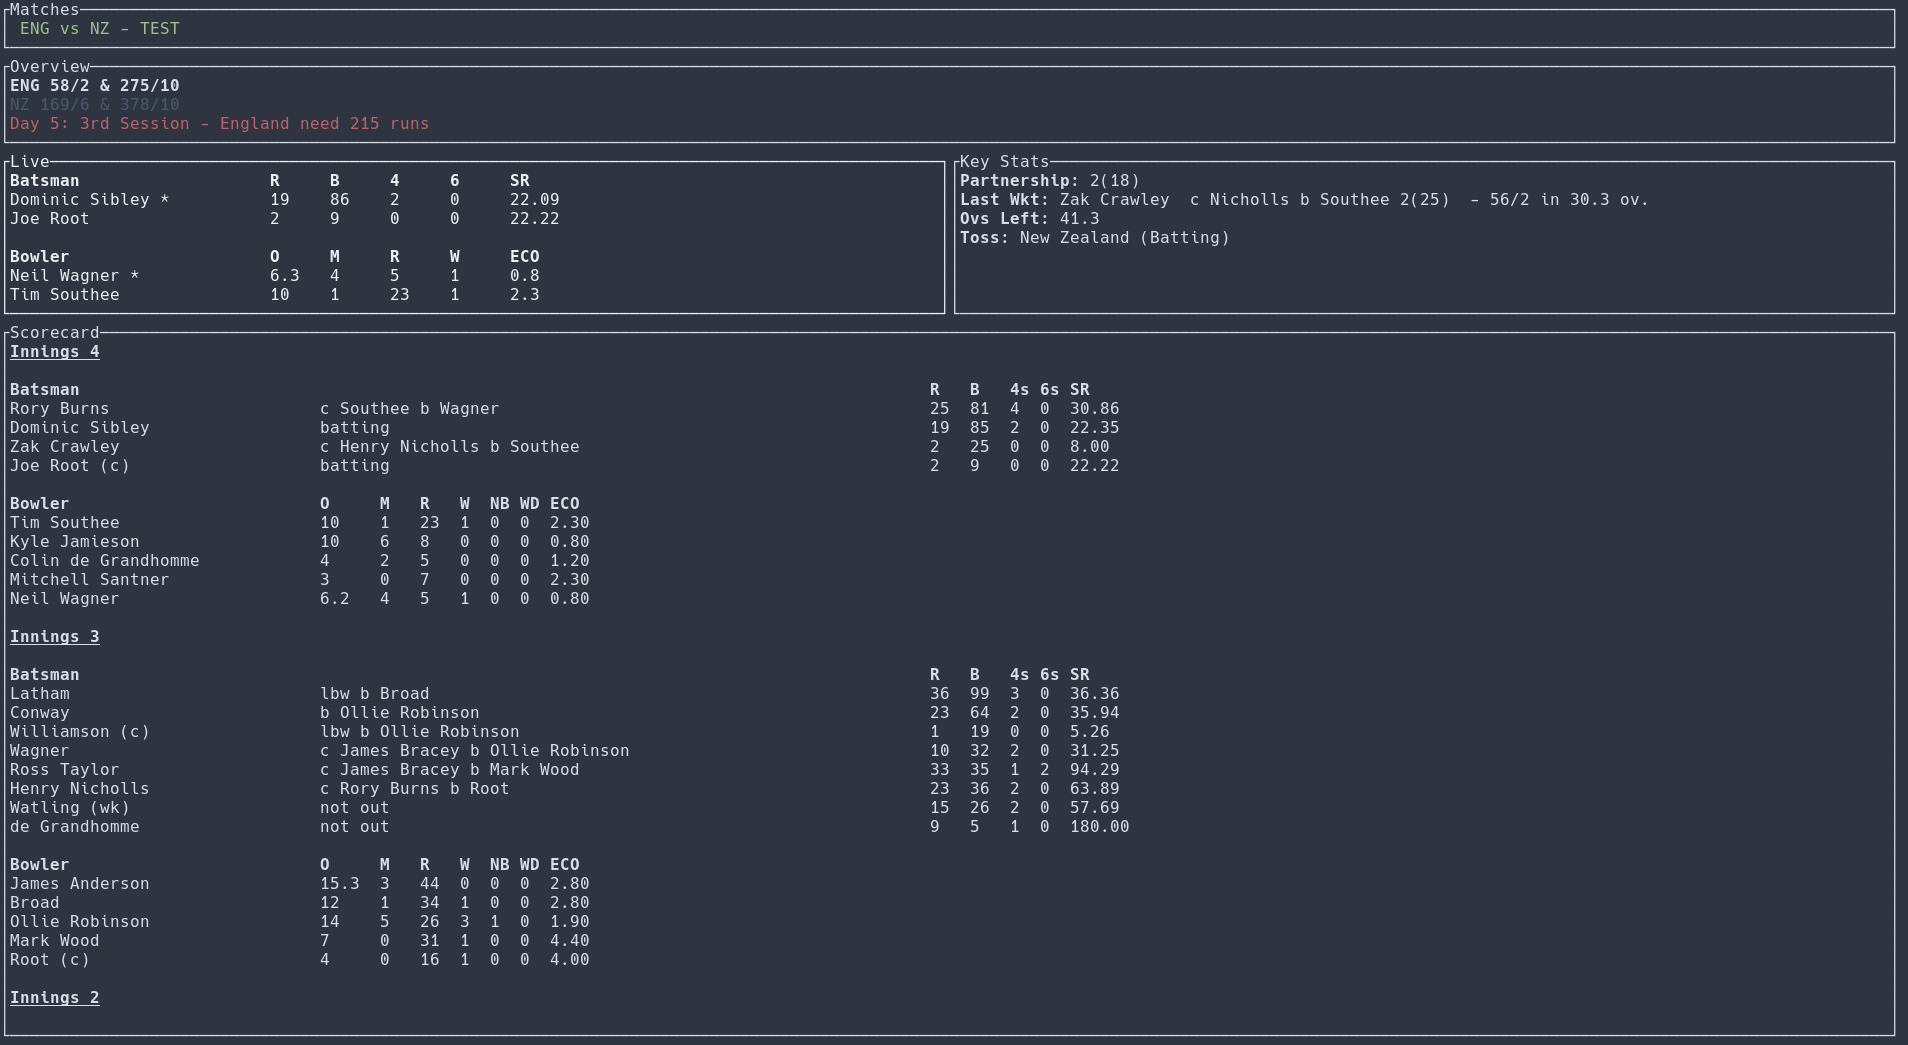 Matches
ENG vs NZ - TEST
Overview
ENG 58/2 & 275/10
NZ 169/6 & 378/10
Day 5: 3rd Session - England need 215 runs
Live
Batsman R B 4 6 SR
Dominic Sibley * 19 86 2 0 22.09
Joe Root 2 9 0 0 22.22
Bowler O M R W ECO
Neil Wagner * 6.3 4 5 1 0.8
Tim Southee 10 1 23 1 2.3
Key Stats
Partnership: 2(18)
Last Wkt: Zak Crawley  c Nicholls b Southee 2(25)  - 56/2 in 30.3 ov.
Ovs Left: 41.3
Toss: New Zealand (Batting)
Scorecard
Innings 4
Batsman R B 4s 6s SR
Rory Burns c Southee b Wagner 25 81 4 0 30.86
Dominic Sibley batting 19 85 2 0 22.35
Zak Crawley c Henry Nicholls b Southee 2 25 0 0 8.00
Joe Root (c) batting 2 9 0 0 22.22
Bowler O M R W NB WD ECO
Tim Southee 10 1 23 1 0 0 2.30
Kyle Jamieson 10 6 8 0 0 0 0.80
Colin de Grandhomme 4 2 5 0 0 0 1.20
Mitchell Santner 3 0 7 0 0 0 2.30
Neil Wagner 6.2 4 5 1 0 0 0.80
Innings 3
Batsman R B 4s 6s SR
Latham lbw b Broad 36 99 3 0 36.36
Conway b Ollie Robinson 23 64 2 0 35.94
Williamson (c) lbw b Ollie Robinson 1 19 0 0 5.26
Wagner c James Bracey b Ollie Robinson 10 32 2 0 31.25
Ross Taylor c James Bracey b Mark Wood 33 35 1 2 94.29
Henry Nicholls c Rory Burns b Root 23 36 2 0 63.89
Watling (wk) not out 15 26 2 0 57.69
de Grandhomme not out 9 5 1 0 180.00
Bowler O M R W NB WD ECO
James Anderson 15.3 3 44 0 0 0 2.80
Broad 12 1 34 1 0 0 2.80
Ollie Robinson 14 5 26 3 1 0 1.90
Mark Wood 7 0 31 1 0 0 4.40
Root (c) 4 0 16 1 0 0 4.00
Innings 2